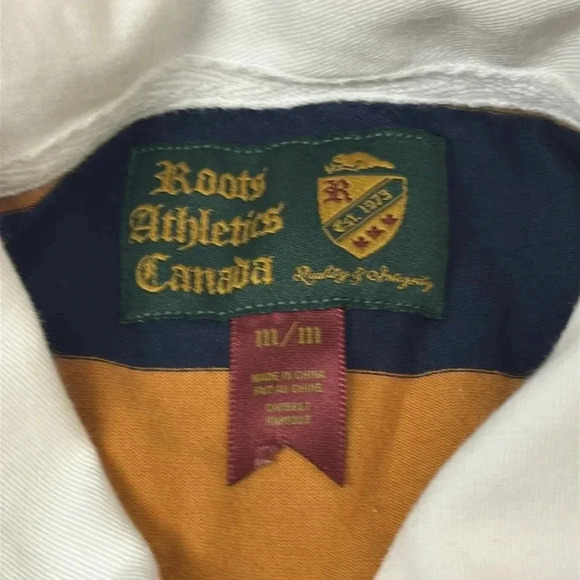 Roots
Athletics
Canada
R
EST. 1973
Quality & Integrity
m/m
MADE IN CHINA.
FAIT AU CHINE.